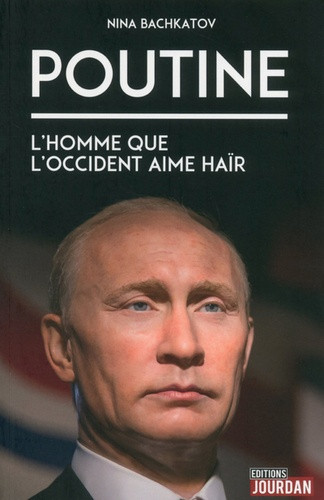 NINA BACHKATOV
POUTINE
L'HOMME QUE
L'OCCIDENT AIME HAÏR
EDITIONS
JOURDAN